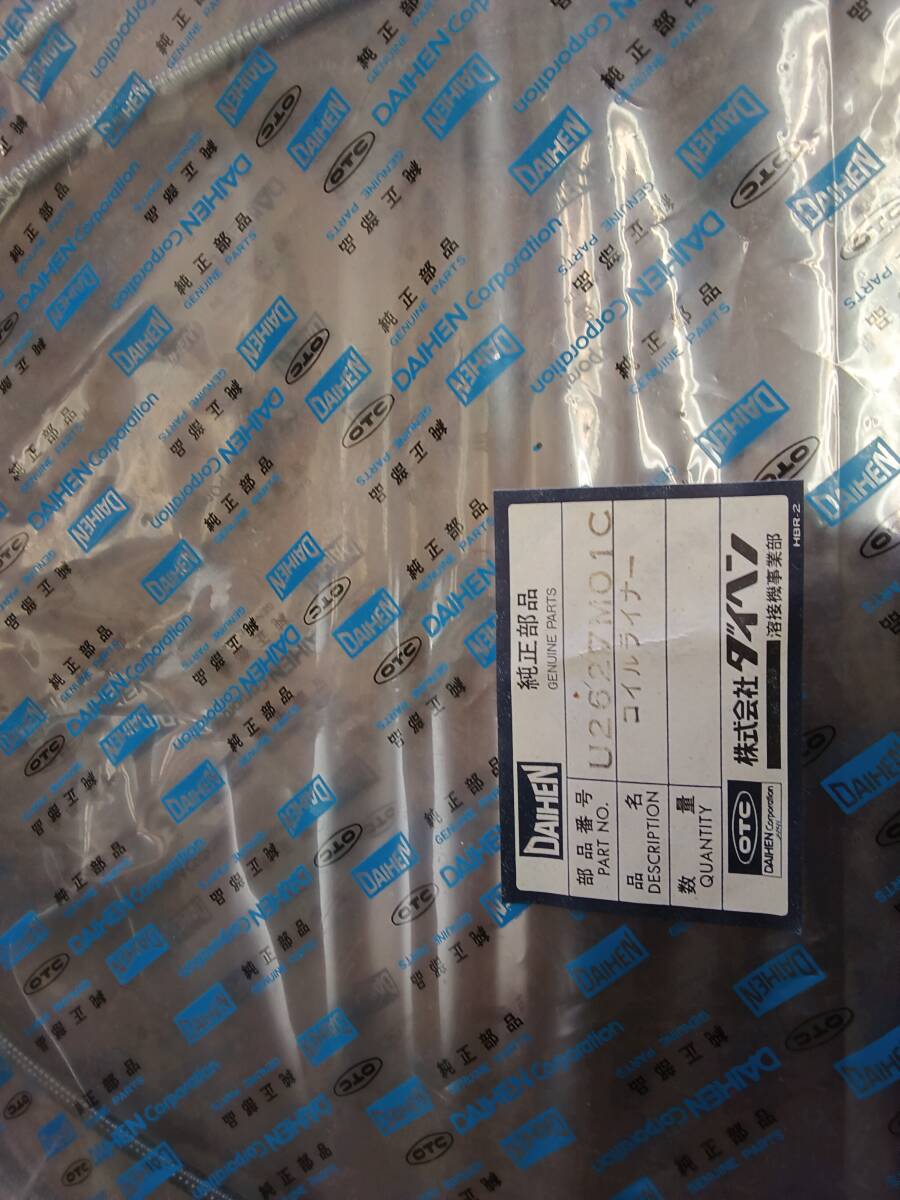 DAIHEN
純正部品
GENUINE PARTS
部品番号
PART NO.
U2627M01C
品名
DESCRIPTION
コイルライナー
数量
QUANTITY
OTC
DAIHEN Corporation
株式会社ダイヘン
溶接機事業部
HBR-2
DAIHEN
OTC
DAIHEN Corporation
純正部品
GENUINE PARTS